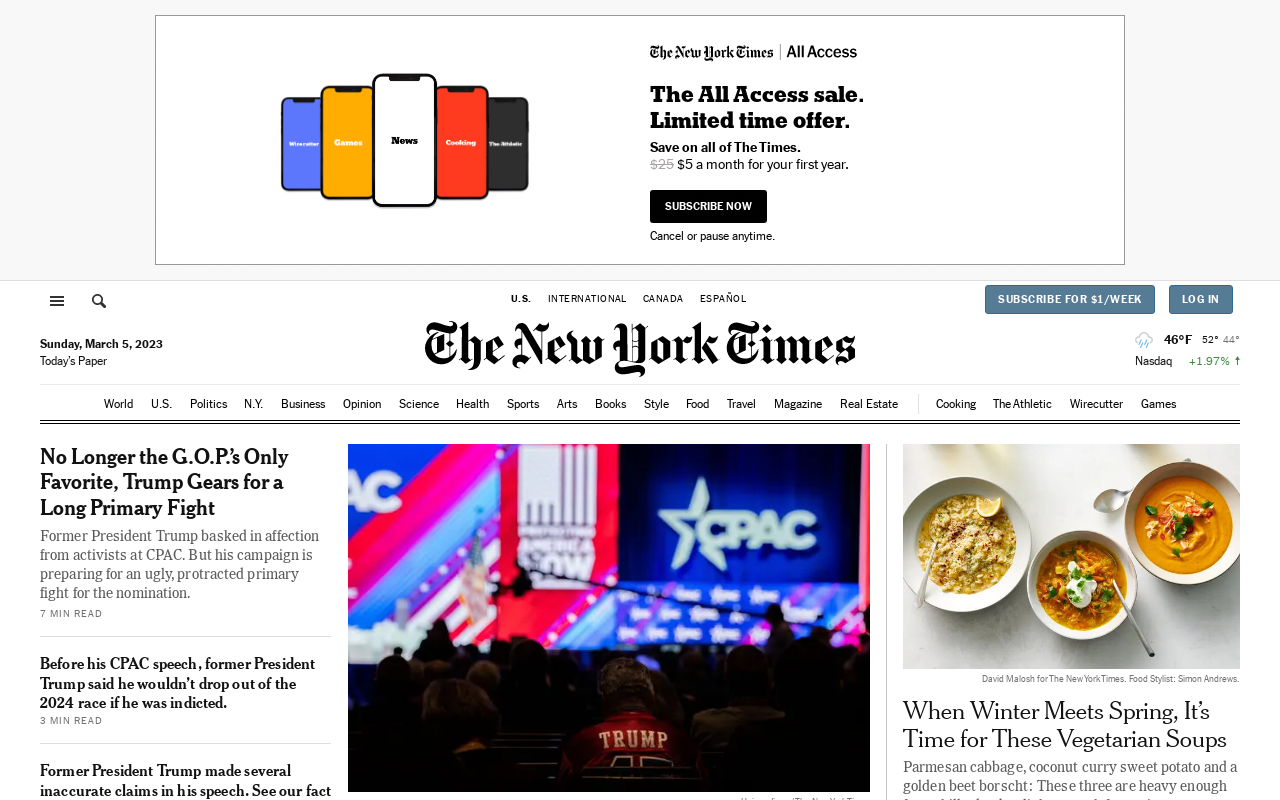 The New York Times | All Access
The All Access sale.
Limited time offer.
Save on all of The Times.
$25 $5 a month for your first year.
SUBSCRIBE NOW
Cancel or pause anytime.
Wirecutter
Games
News
Cooking
The Athletic
U.S. INTERNATIONAL CANADA ESPAÑOL
SUBSCRIBE FOR $1/WEEK
LOG IN
The New York Times
Sunday, March 5, 2023
Today's Paper
46°F 52° 44°
Nasdaq +1.97% ↑
World U.S. Politics N.Y. Business Opinion Science Health Sports Arts Books Style Food Travel Magazine Real Estate Cooking The Athletic Wirecutter Games
No Longer the G.O.P.’s Only
Favorite, Trump Gears for a
Long Primary Fight
Former President Trump basked in affection
from activists at CPAC. But his campaign is
preparing for an ugly, protracted primary
fight for the nomination.
7 MIN READ
Before his CPAC speech, former President
Trump said he wouldn’t drop out of the
2024 race if he was indicted.
3 MIN READ
Former President Trump made several
inaccurate claims in his speech. See our fact
CPAC
TRUMP
David Malosh for The New York Times. Food Stylist: Simon Andrews.
When Winter Meets Spring, It’s
Time for These Vegetarian Soups
Parmesan cabbage, coconut curry sweet potato and a
golden beet borscht: These three are heavy enough